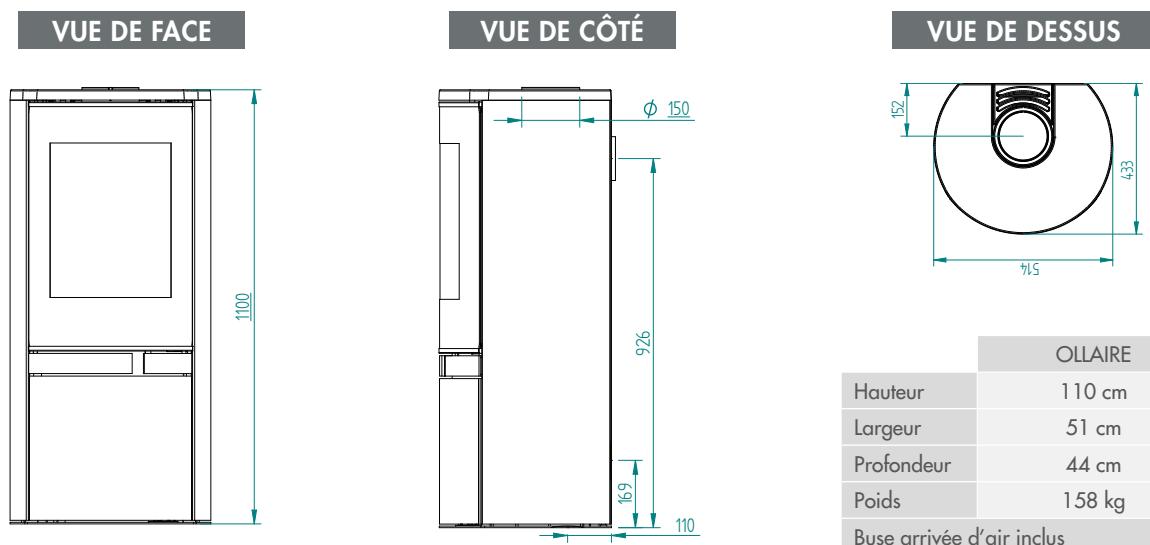 VUE DE FACE
VUE DE CÔTÉ
VUE DE DESSUS
1100
ϕ 150
926
169
110
152
433
514
OLLAIRE
Hauteur 110 cm
Largeur 51 cm
Profondeur 44 cm
Poids 158 kg
Buse arrivée d’air inclus